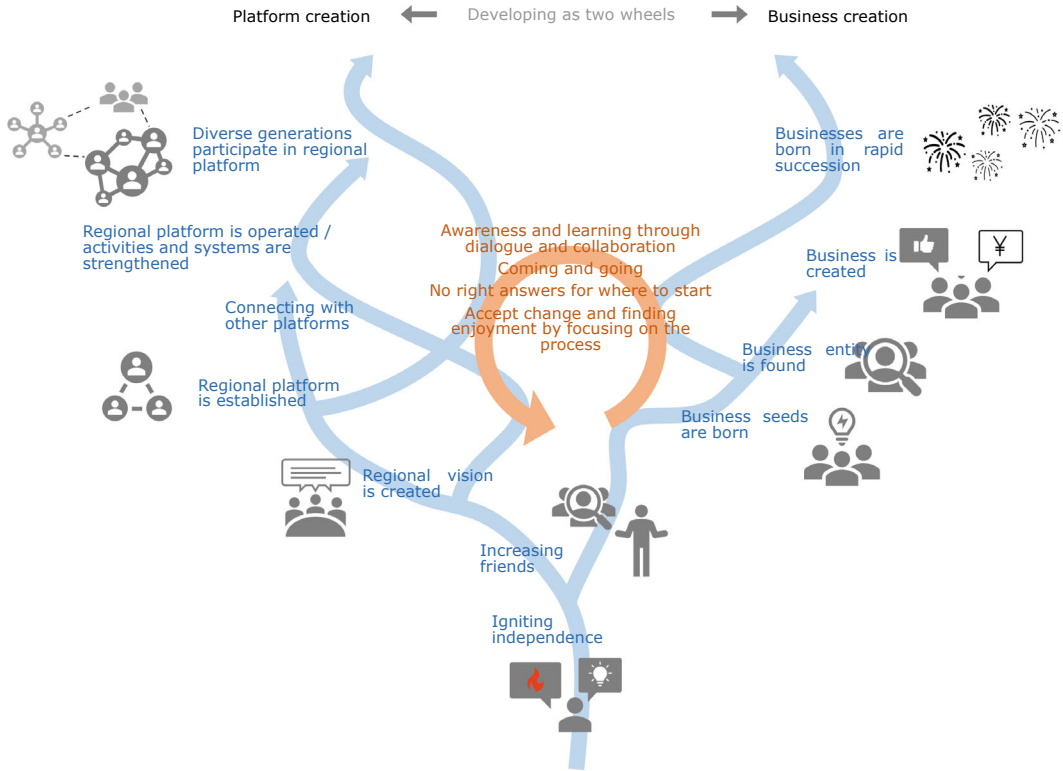 Platform creation
Developing as two wheels
Business creation
Diverse generations
participate in regional
platform
Businesses are
born in rapid
succession
Regional platform is operated /
activities and systems are
strengthened
Awareness and learning through
dialogue and collaboration
Coming and going
No right answers for where to start
Accept change and finding
enjoyment by focusing on the
process
Business is
created
¥
Connecting with
other platforms
Business entity
is found
Regional platform
is established
Business seeds
are born
Regional vision
is created
Increasing
friends
Igniting
independence